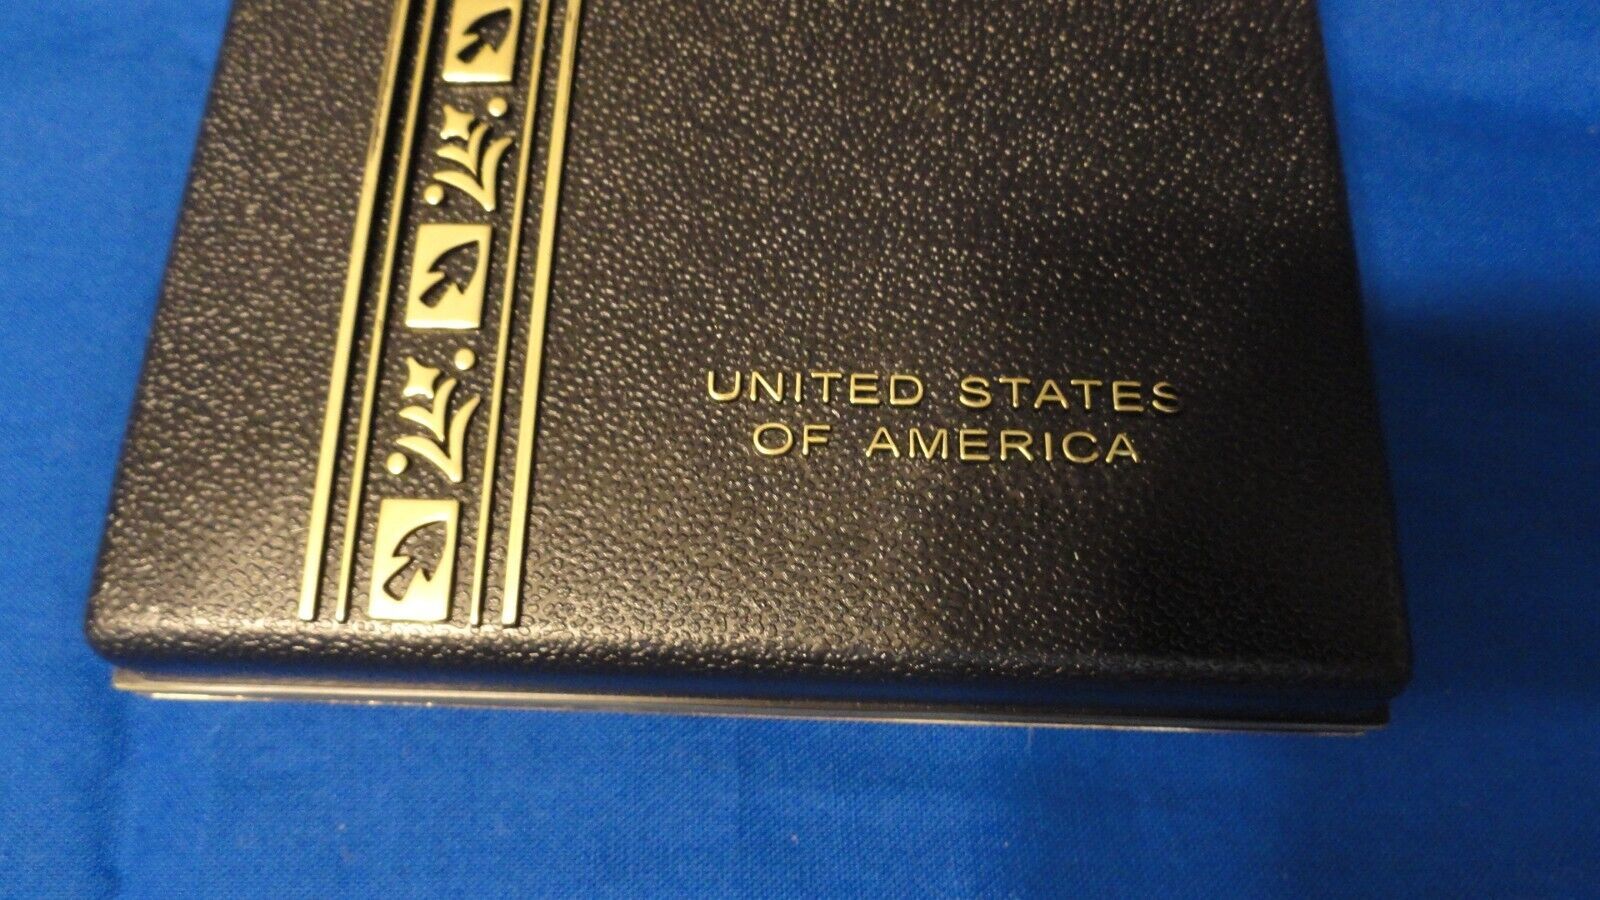 UNITED STATES
OF AMERICA